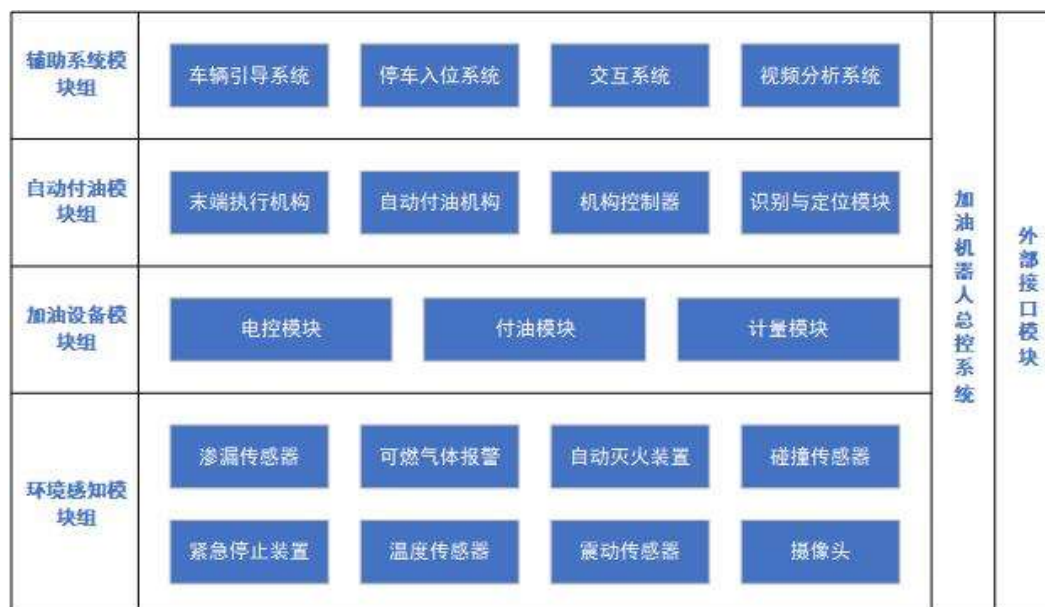 辅助系统模
块组
车辆引导系统
停车入位系统
交互系统
视频分析系统
自动付油模
块组
末端执行机构
自动付油机构
机构控制器
识别与定位模块
加油设备模
块组
电控模块
付油模块
计量模块
环境感知模
块组
渗漏传感器
可燃气体报警
自动灭火装置
碰撞传感器
紧急停止装置
温度传感器
震动传感器
摄像头
加油机器人总控系统
外部接口模块